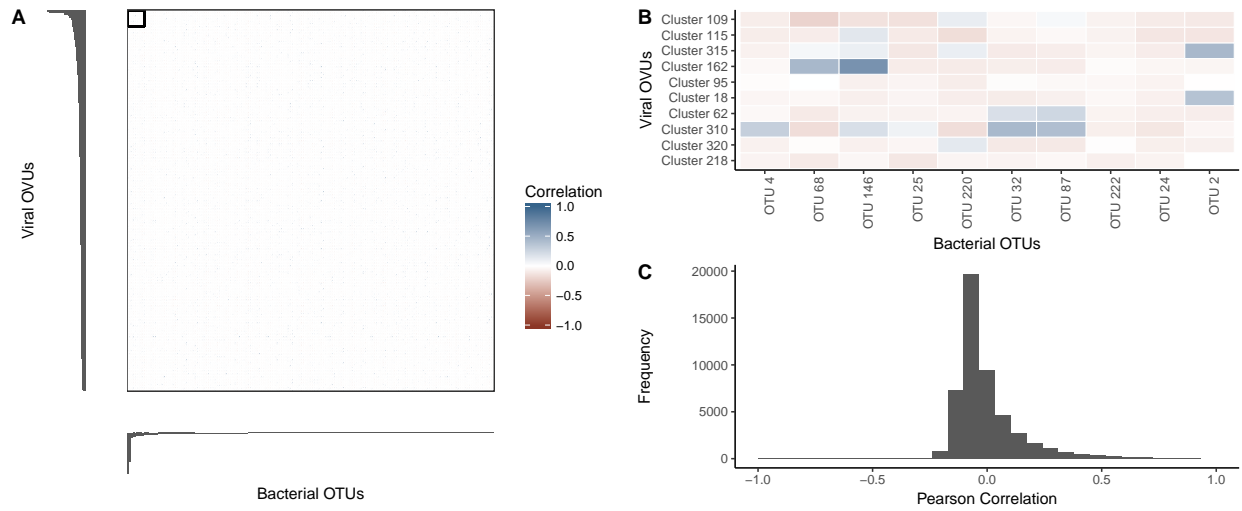 A
Viral OVUs
Bacterial OTUs
Correlation
1.0
0.5
0.0
−0.5
−1.0
B
Viral OVUs
Cluster 109
Cluster 115
Cluster 315
Cluster 162
Cluster 95
Cluster 18
Cluster 62
Cluster 310
Cluster 320
Cluster 218
OTU 4
OTU 68
OTU 146
OTU 25
OTU 220
OTU 32
OTU 87
OTU 222
OTU 24
OTU 2
Bacterial OTUs
C
Frequency
20000
15000
10000
5000
0
−1.0
−0.5
0.0
0.5
1.0
Pearson Correlation